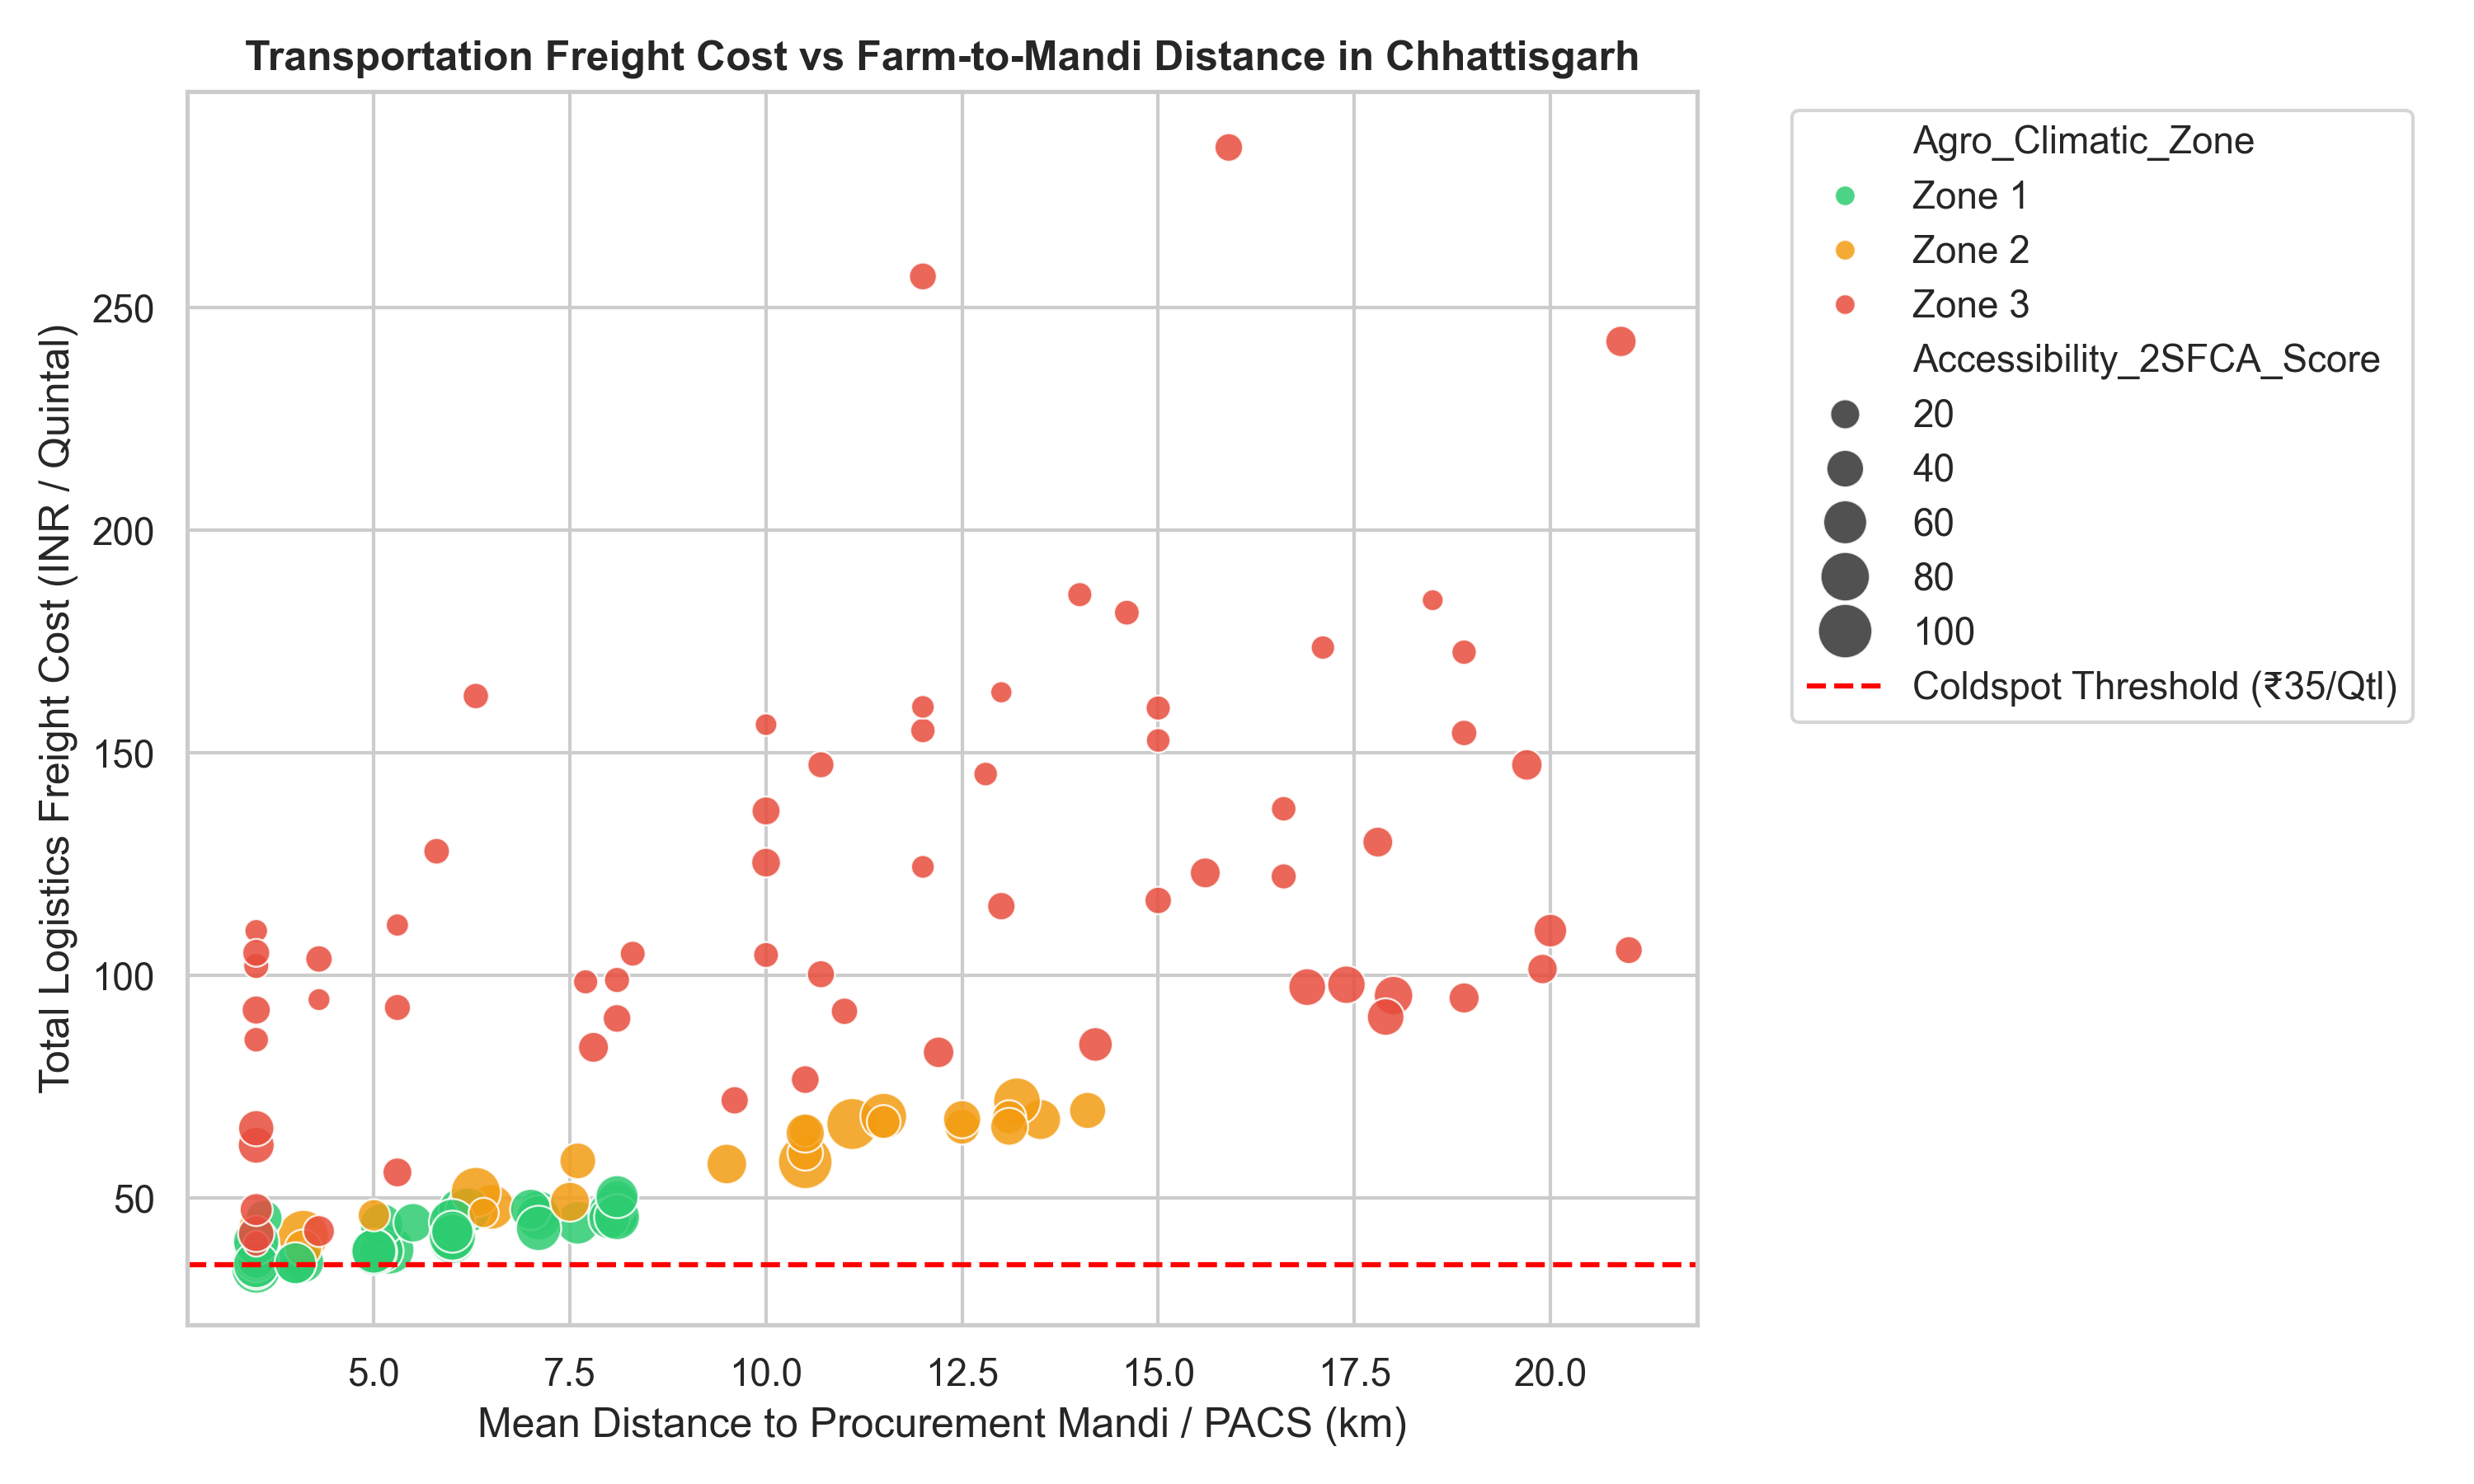 Transportation Freight Cost vs Farm-to-Mandi Distance in Chhattisgarh
Total Logistics Freight Cost (INR / Quintal)
250
200
150
100
50
5.0
7.5
10.0
12.5
15.0
17.5
20.0
Mean Distance to Procurement Mandi / PACS (km)
Agro_Climatic_Zone
Zone 1
Zone 2
Zone 3
Accessibility_2SFCA_Score
20
40
60
80
100
Coldspot Threshold (₹35/Qtl)